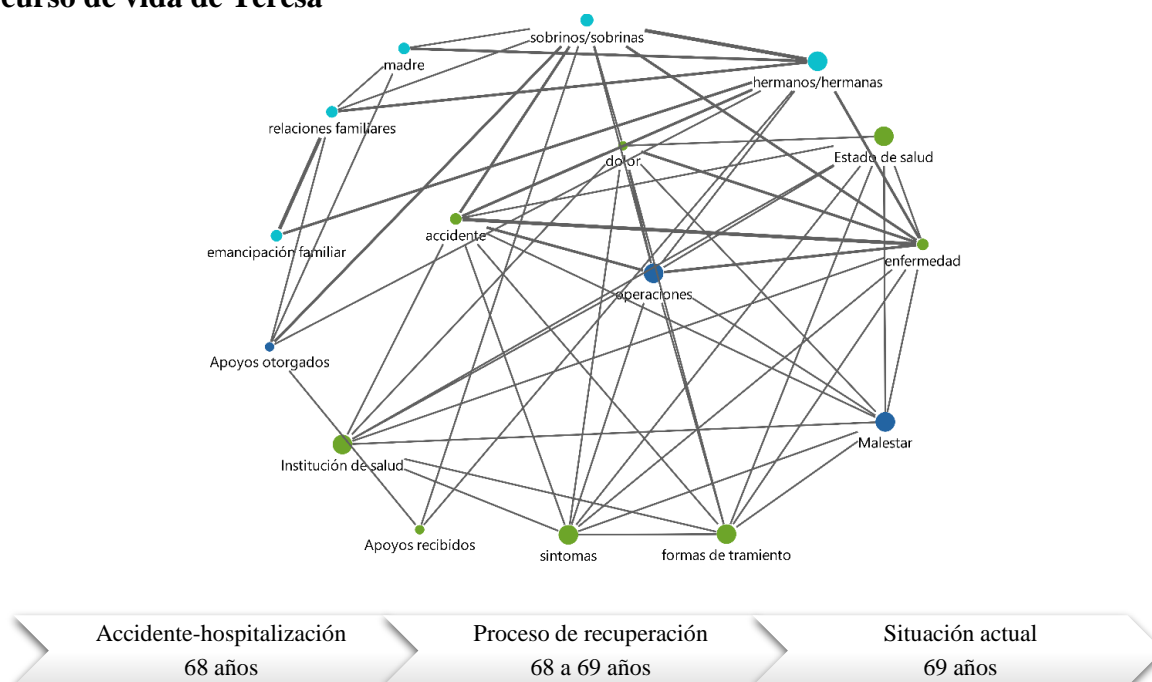 curso de vida de Teresa
sobrinos/sobrinas
madre
hermanos/hermanas
relaciones familiares
dolor
Estado de salud
accidente
emancipación familiar
enfermedad
operaciones
Apoyos otorgados
Malestar
Institución de salud
Apoyos recibidos
sintomas
formas de tramiento
Accidente-hospitalización
68 años
Proceso de recuperación
68 a 69 años
Situación actual
69 años